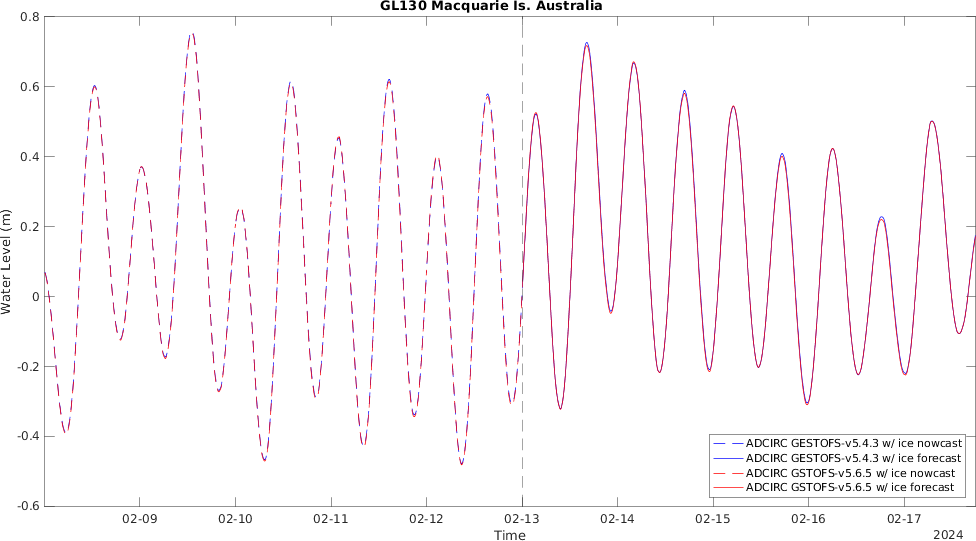 GL130 Macquarie Is. Australia
0.8
0.6
0.4
0.2
0
-0.2
-0.4
-0.6
Water Level (m)
ADCIRC GESTOFS-v5.4.3 w/ ice nowcast
ADCIRC GESTOFS-v5.4.3 w/ ice forecast
ADCIRC GSTOFS-v5.6.5 w/ ice nowcast
ADCIRC GSTOFS-v5.6.5 w/ ice forecast
02-09 02-10 02-11 02-12 02-13 02-14 02-15 02-16 02-17
Time
2024